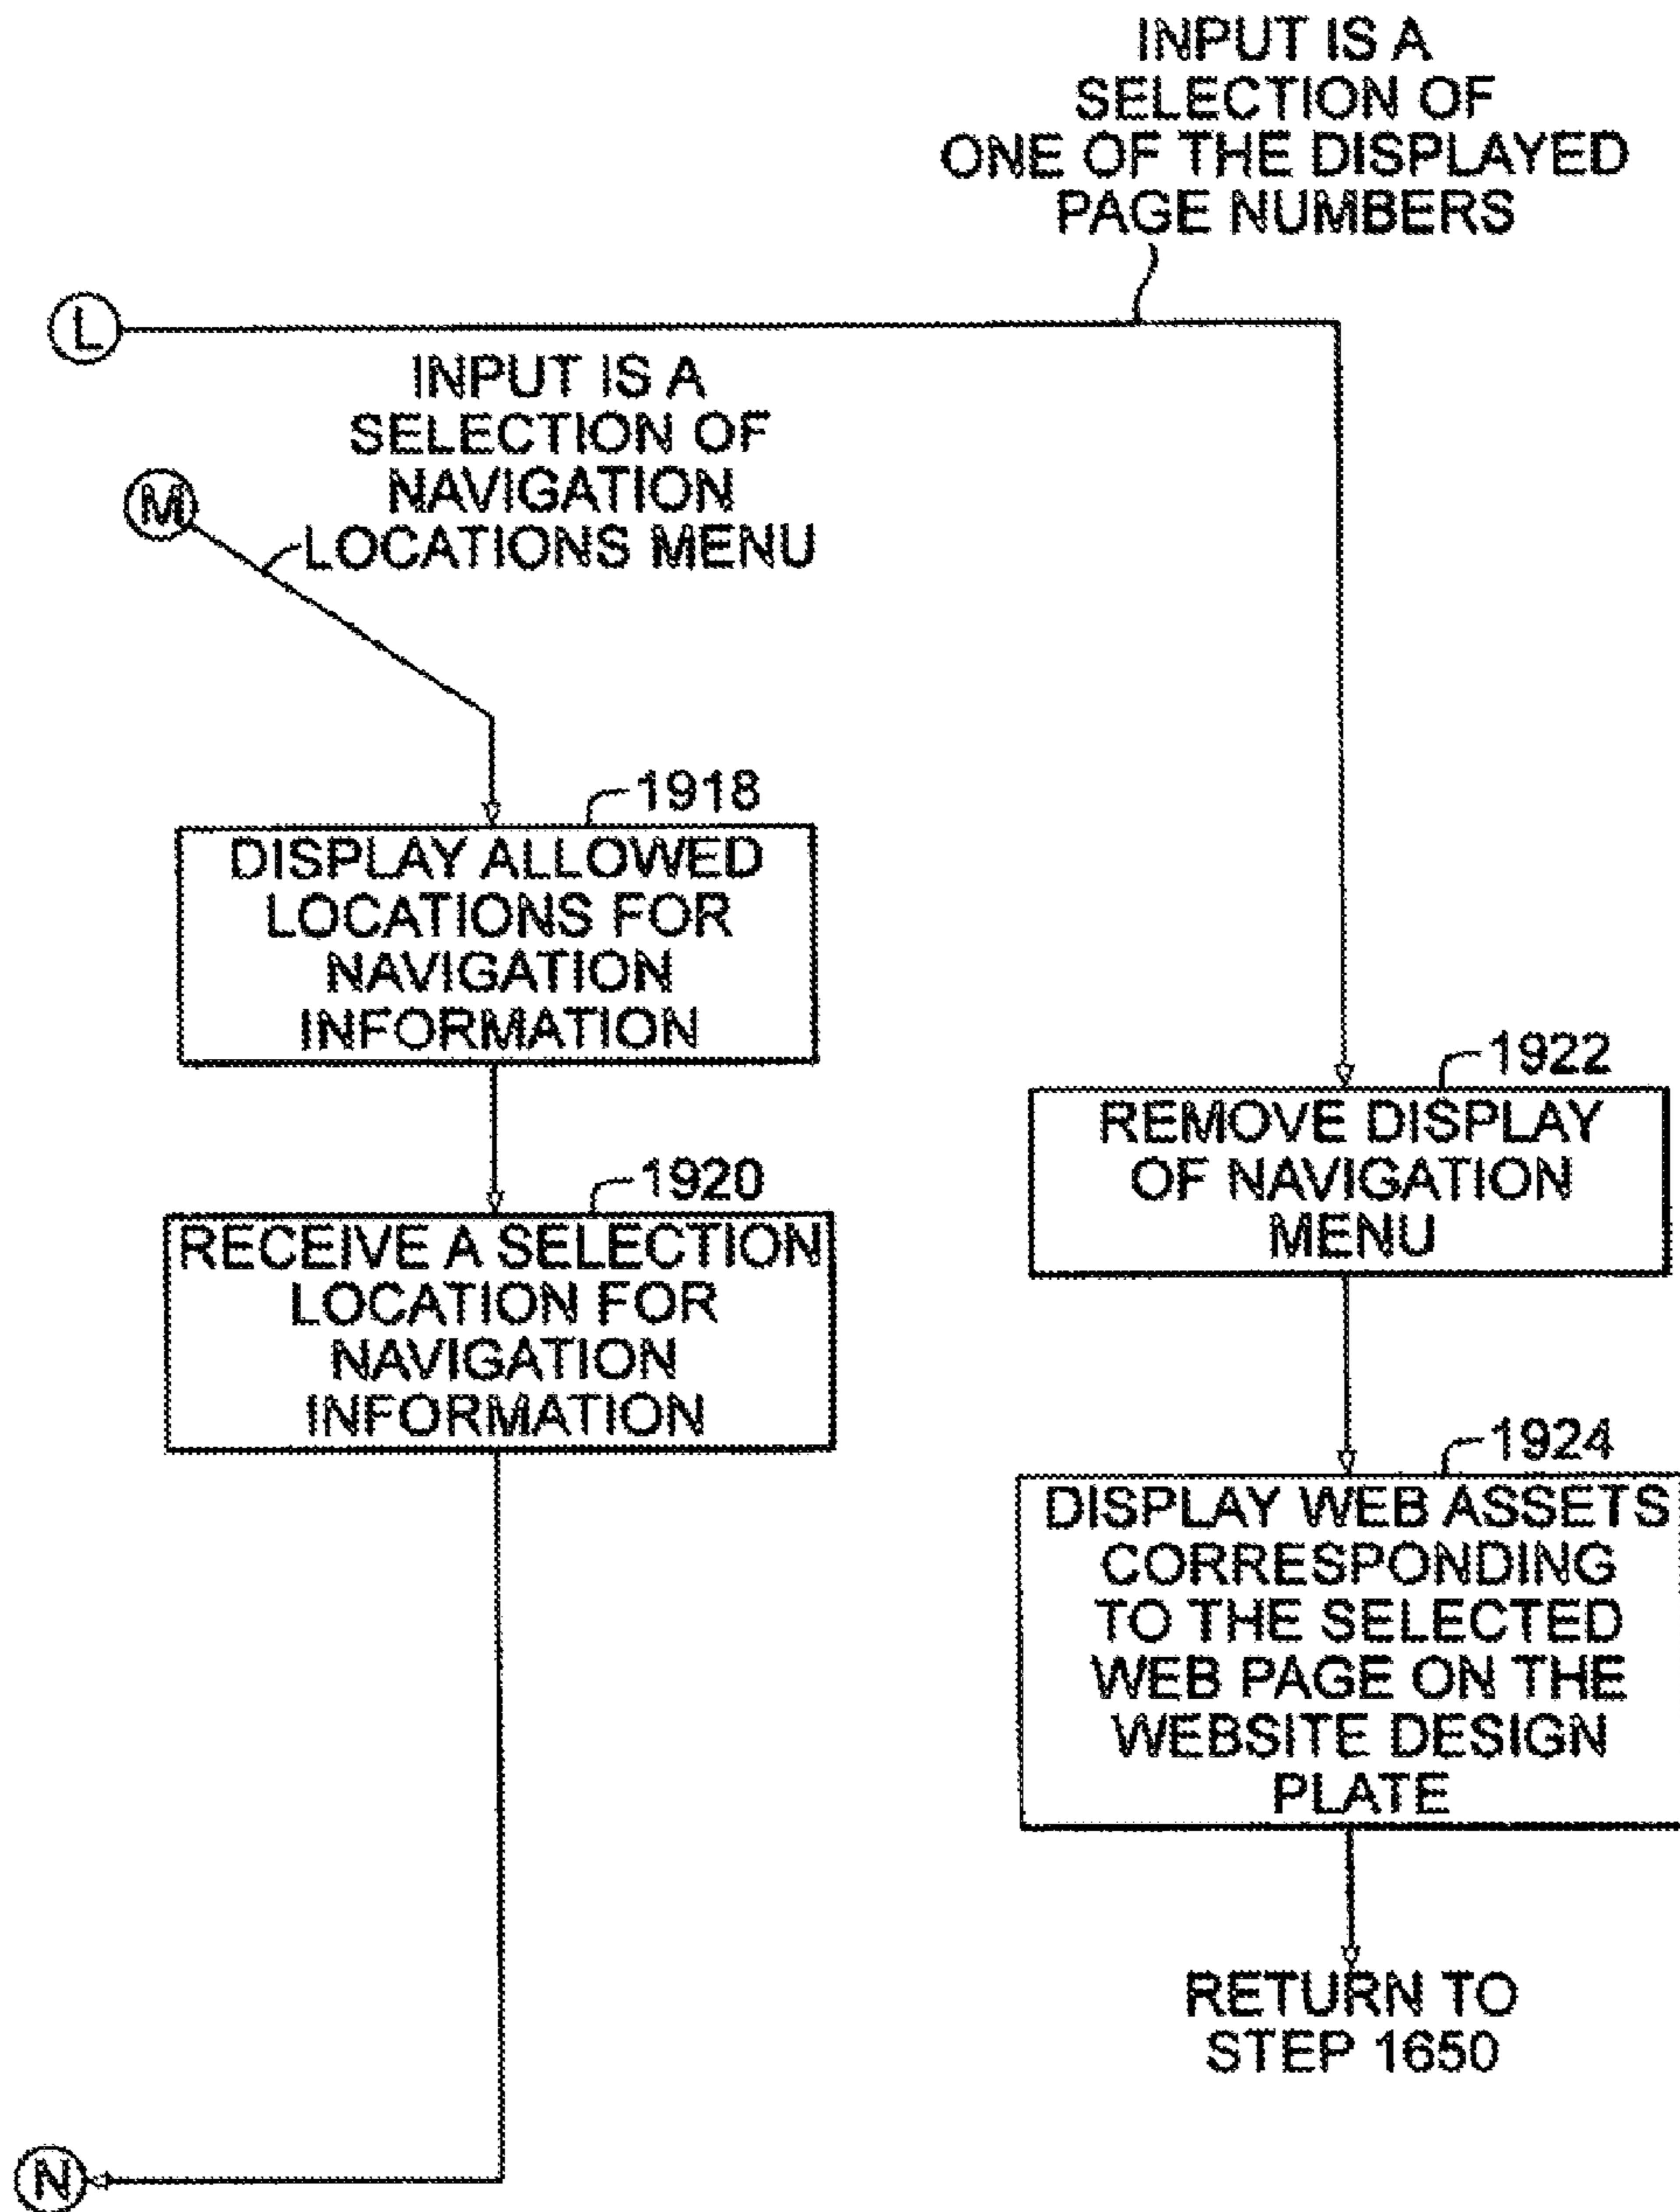 INPUT IS A
SELECTION OF
ONE OF THE DISPLAYED
PAGE NUMBERS
L
INPUT IS A
SELECTION OF
NAVIGATION
LOCATIONS MENU
M
1918
DISPLAY ALLOWED
LOCATIONS FOR
NAVIGATION
INFORMATION
1920
RECEIVE A SELECTION
LOCATION FOR
NAVIGATION
INFORMATION
1922
REMOVE DISPLAY
OF NAVIGATION
MENU
1924
DISPLAY WEB ASSETS
CORRESPONDING
TO THE SELECTED
WEB PAGE ON THE
WEBSITE DESIGN
PLATE
RETURN TO
STEP 1650
N